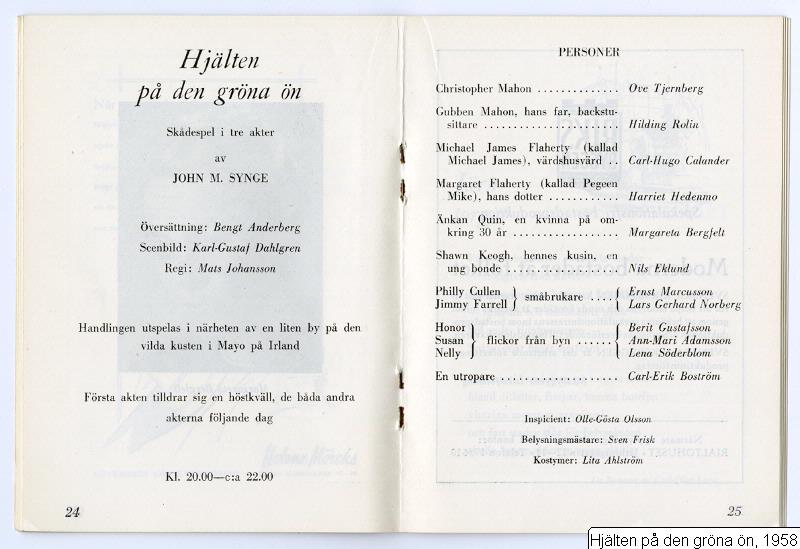 Hjälten
på den gröna ön
Skådespel i tre akter
av
JOHN M. SYNGE
Översättning: Bengt Anderberg
Scenbild: Karl-Gustaf Dahlgren
Regi: Mats Johansson
Handlingen utspelas i närheten av en liten by på den
vilda kusten i Mayo på Irland
Första akten tilldrar sig en höstkväll, de båda andra
akterna följande dag
Kl. 20.00—c:a 22.00
24
PERSONER
Christopher Mahon .............. Ove Tjernberg
Gubben Mahon, hans far, backstu-
sittare ....................... Hilding Rolin
Michael James Flaherty (kallad
Michael James), värdshusvärd .. Carl-Hugo Calander
Margaret Flaherty (kallad Pegeen
Mike), hans dotter ............ Harriet Hedenmo
Änkan Quin, en kvinna på om-
kring 30 år ................... Margareta Bergfelt
Shawn Keogh, hennes kusin, en
ung bonde ..................... Nils Eklund
Philly Cullen } småbrukare .... { Ernst Marcusson
Jimmy Farrell } { Lars Gerhard Norberg
Honor } { Berit Gustafsson
Susan } flickor från byn ...... { Ann-Mari Adamsson
Nelly } { Lena Söderblom
En utropare ................... Carl-Erik Boström
Inspicient: Olle-Gösta Olsson
Belysningsmästare: Sven Frisk
Kostymer: Lita Ahlström
25
Hjälten på den gröna ön, 1958